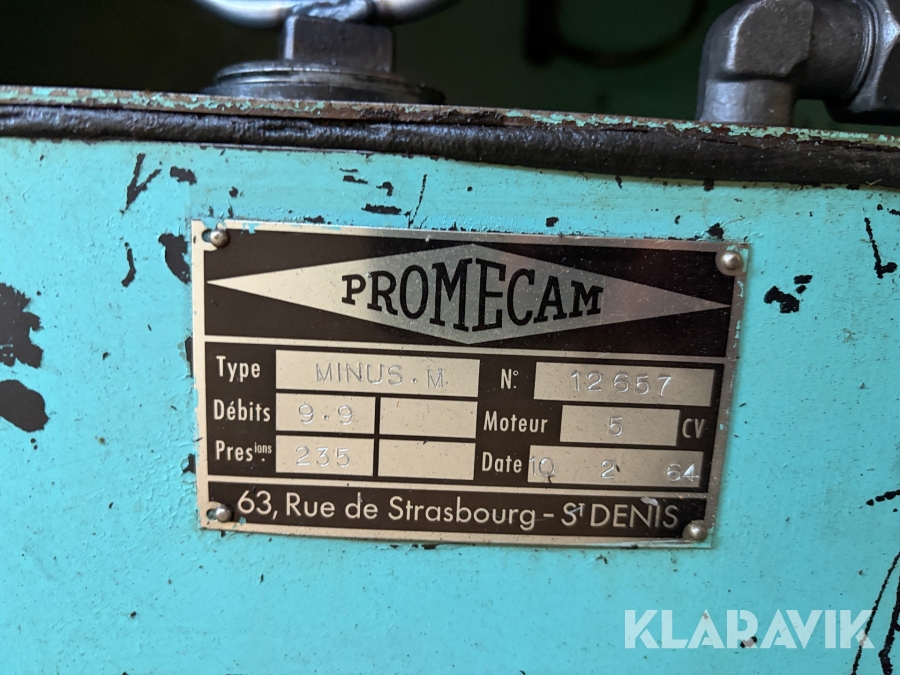 PROMECAM
Type MINUS.M. N° 12657
Débits 9.9 Moteur 5 CV
Presions 235 Date 10 2 64
63, Rue de Strasbourg - St DENIS
KLARAVIK